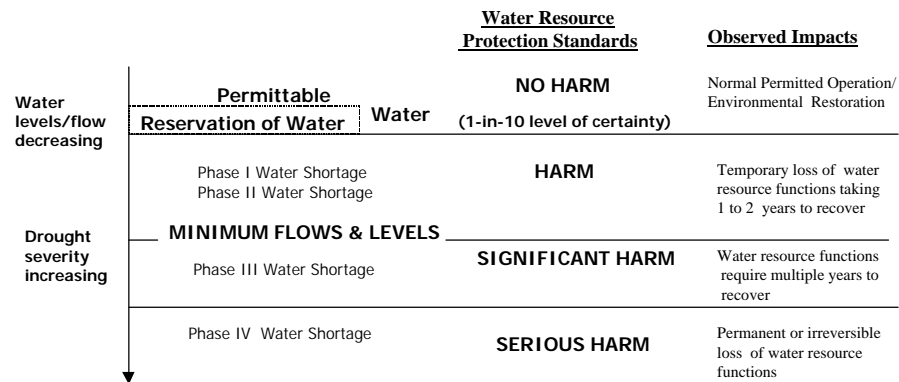 Water Resource
Protection Standards
Observed Impacts
Water
levels/flow
decreasing
Permittable
Reservation of Water
Water
NO HARM
(1-in-10 level of certainty)
Normal Permitted Operation/
Environmental Restoration
Phase I Water Shortage
Phase II Water Shortage
HARM
Temporary loss of water
resource functions taking
1 to 2 years to recover
Drought
severity
increasing
MINIMUM FLOWS & LEVELS
Phase III Water Shortage
SIGNIFICANT HARM
Water resource functions
require multiple years to
recover
Phase IV Water Shortage
SERIOUS HARM
Permanent or irreversible
loss of water resource
functions